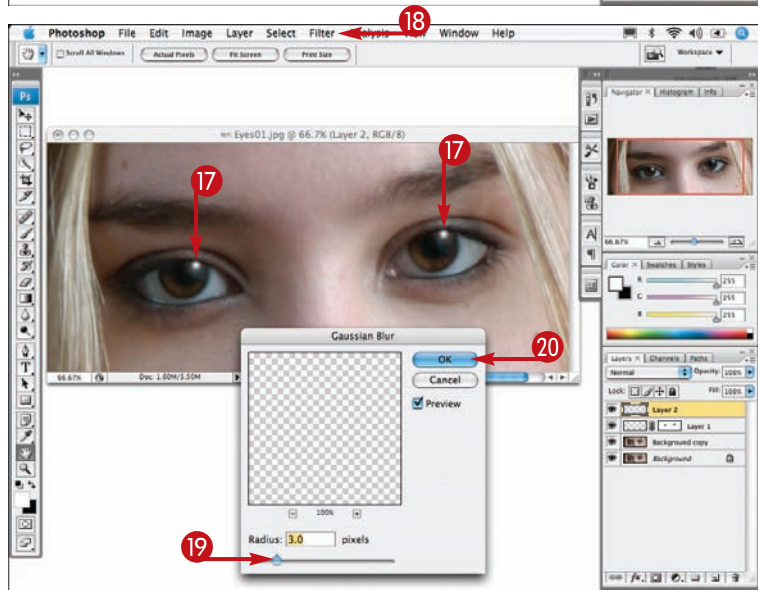 18
Photoshop File Edit Image Layer Select Filter Analysis View Window Help
Scroll All Windows Actual Pixels Fit Screen Print Size Workspace
Ps
Navigator × Histogram Info
Eyes01.jpg @ 66.7% (Layer 2, RGB/8)
17
17
66.67%
Color × Swatches Styles
R 255
G 255
B 255
Gaussian Blur
OK
20
Cancel
Preview
66.67% Doc: 1.60M/5.50M
Layers × Channels Paths
Normal Opacity: 100%
Lock: Fill: 100%
Layer 2
Layer 1
Background copy
Background
100%
19
Radius: 3.0 pixels